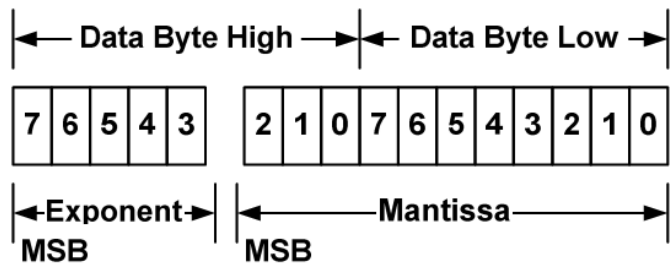 Data Byte High Data Byte Low
7 6 5 4 3 2 1 0 7 6 5 4 3 2 1 0
Exponent Mantissa
MSB MSB